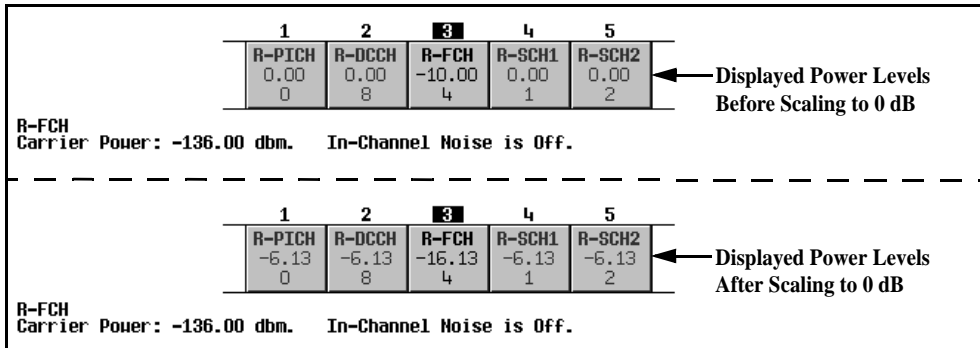 1 2 3 4 5
R-PICH R-DCCH R-FCH R-SCH1 R-SCH2
0.00 0.00 -10.00 0.00 0.00
0 8 4 1 2
Displayed Power Levels
Before Scaling to 0 dB
R-FCH
Carrier Power: -136.00 dbm. In-Channel Noise is Off.
1 2 3 4 5
R-PICH R-DCCH R-FCH R-SCH1 R-SCH2
-6.13 -6.13 -16.13 -6.13 -6.13
0 8 4 1 2
Displayed Power Levels
After Scaling to 0 dB
R-FCH
Carrier Power: -136.00 dbm. In-Channel Noise is Off.